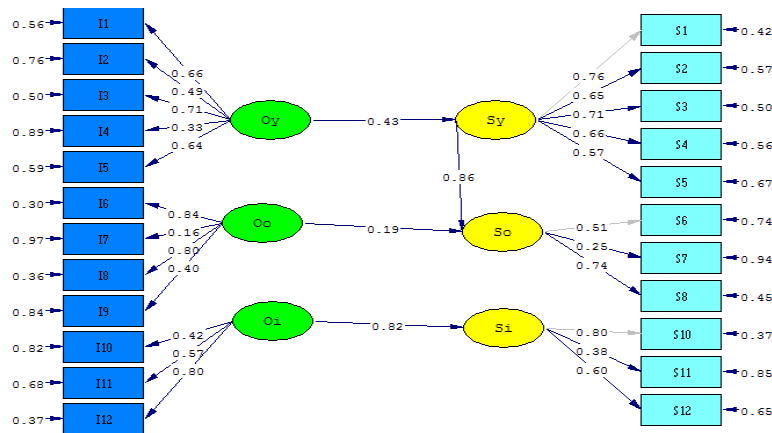 0.56 I1
0.76 I2
0.50 I3
0.89 I4
0.59 I5
0.30 I6
0.97 I7
0.36 I8
0.84 I9
0.82 I10
0.68 I11
0.37 I12
0.66
0.49
0.71
0.33
0.64
0.84
0.16
0.80
0.40
0.42
0.57
0.80
Oy
Oo
Oi
0.43
0.86
0.19
0.82
Sy
So
Si
0.76
0.65
0.71
0.66
0.57
0.51
0.25
0.74
0.80
0.38
0.60
S1 0.42
S2 0.57
S3 0.50
S4 0.56
S5 0.67
S6 0.74
S7 0.94
S8 0.45
S10 0.37
S11 0.85
S12 0.65